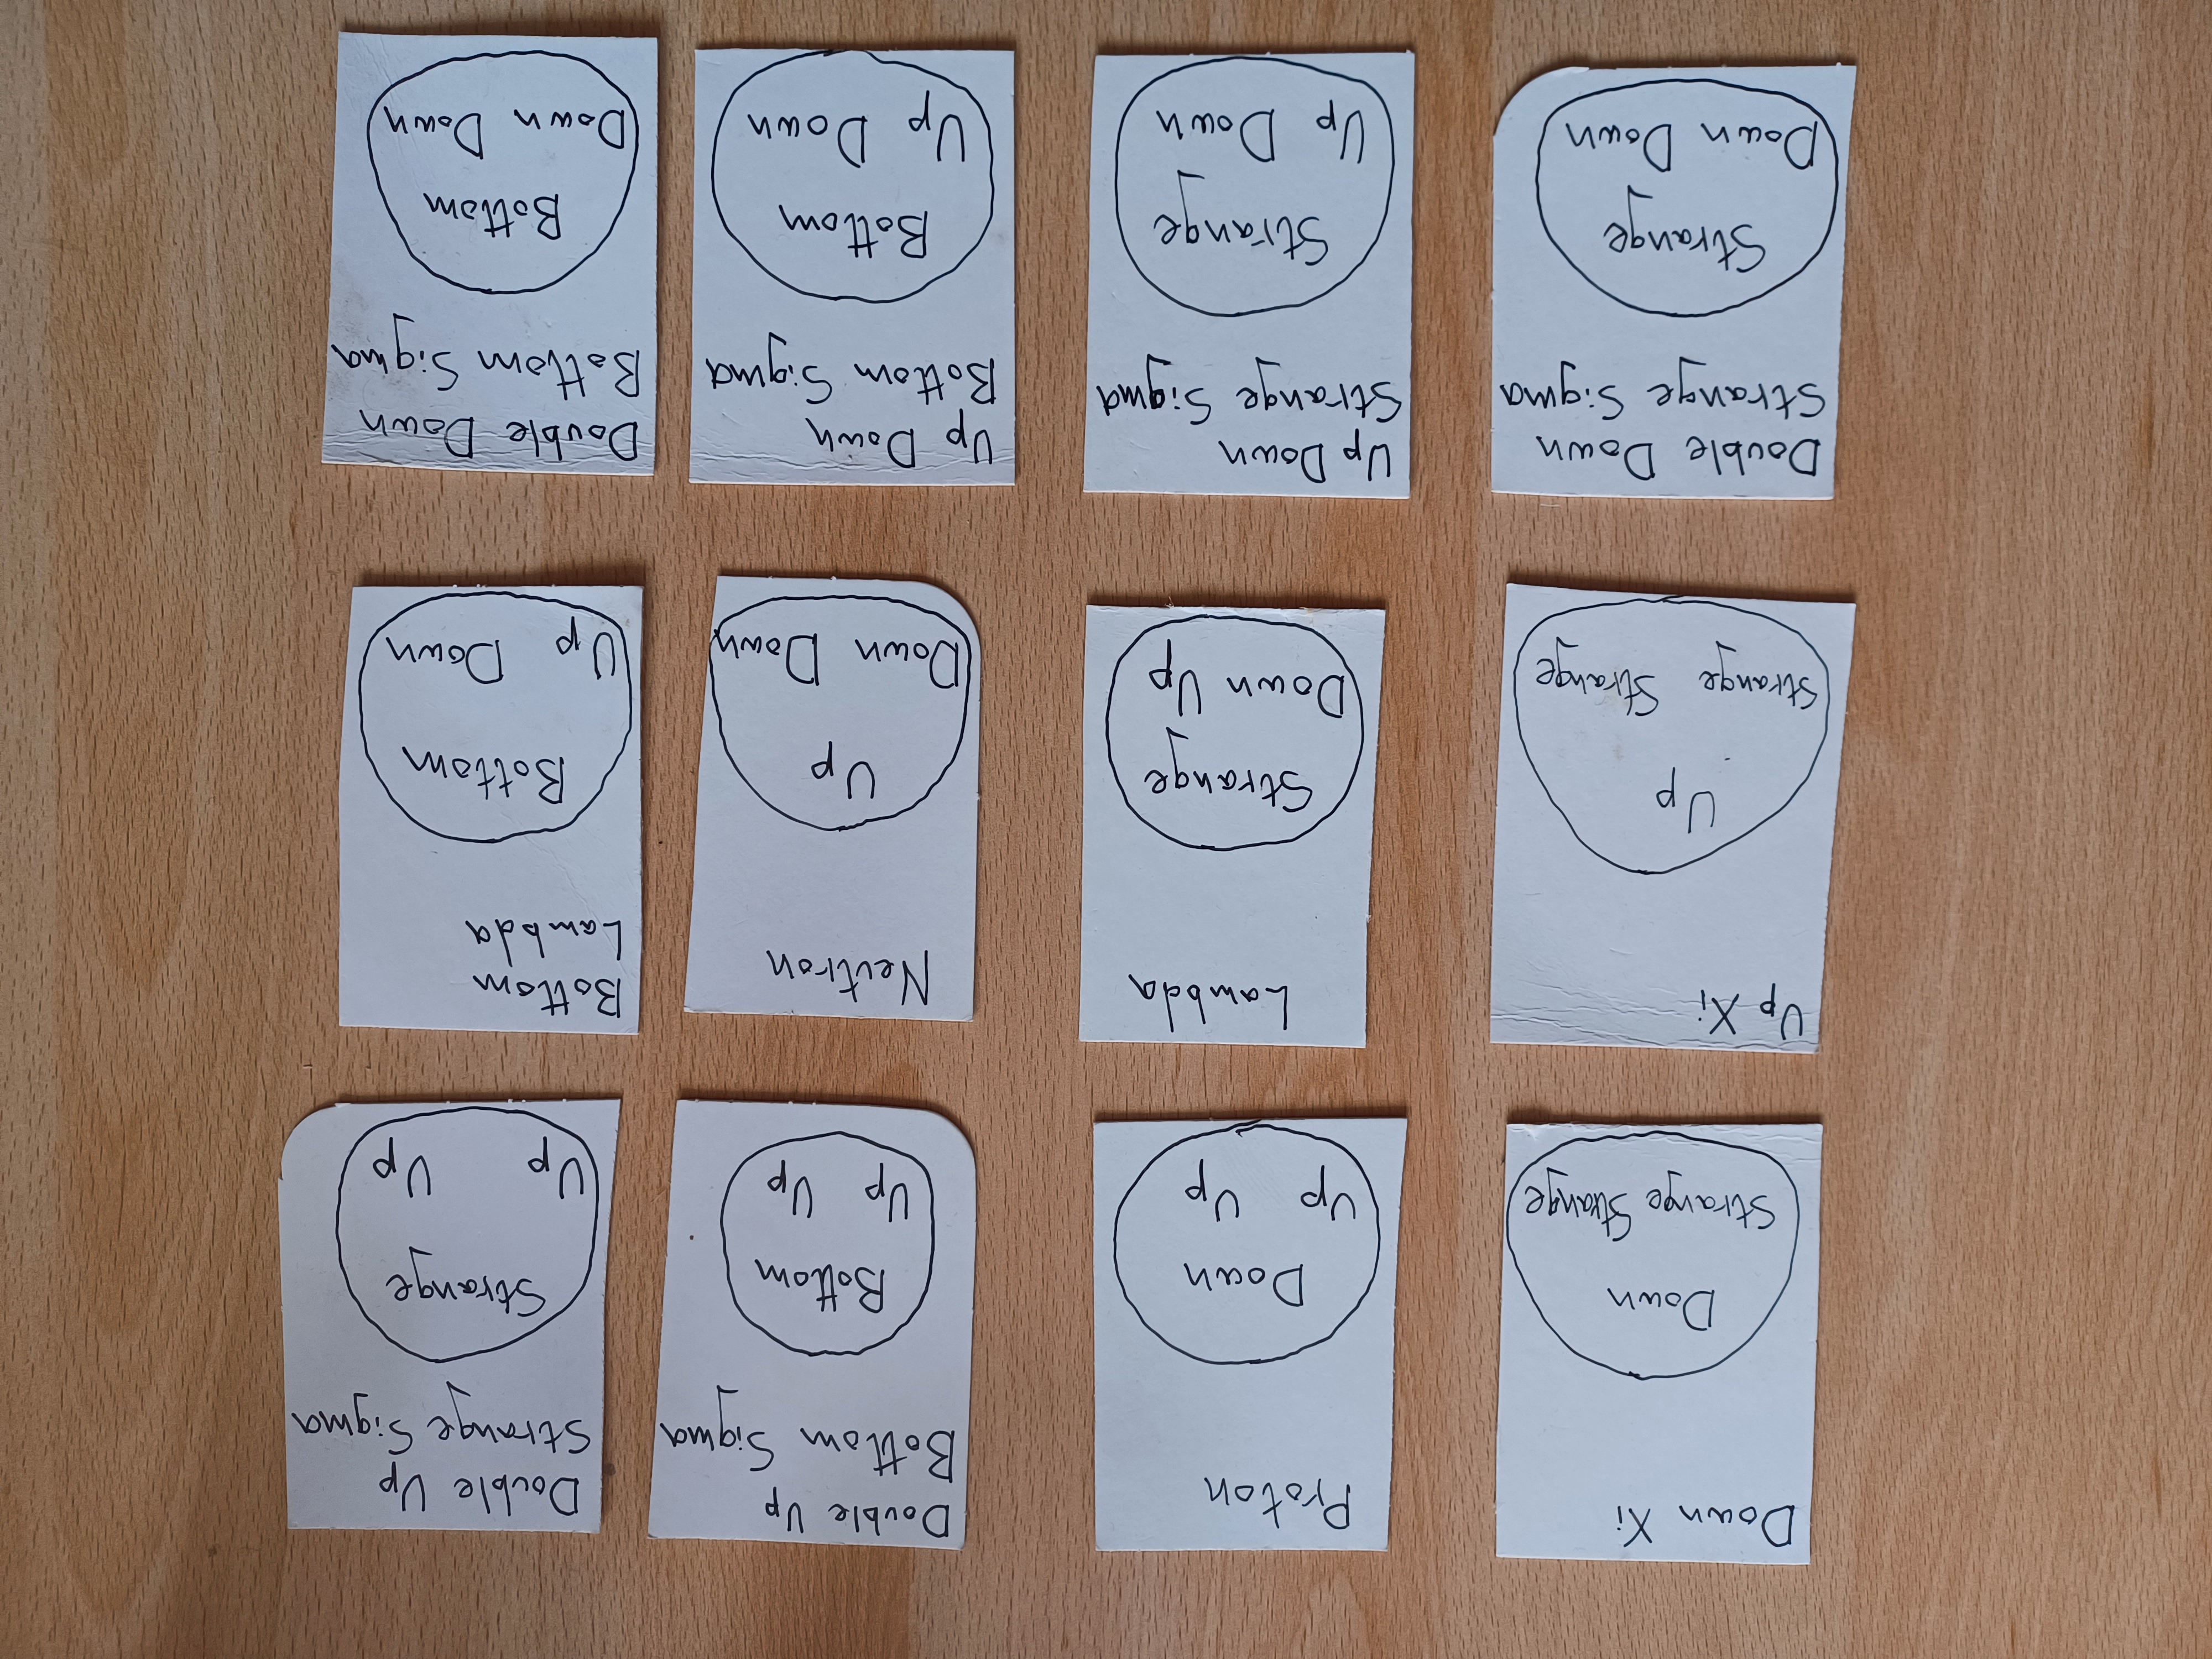 Down Xi
Down
Strange Strange
Proton
Down
Up Up
Double Up
Bottom Sigma
Bottom
Up Up
Double Up
Strange Sigma
Strange
Up Up
Up Xi
Up
Strange Strange
Lambda
Strange
Down Up
Neutron
Up
Down Down
Bottom
Lambda
Bottom
Up Down
Double Down
Strange Sigma
Strange
Down Down
Up Down
Strange Sigma
Strange
Up Down
Up Down
Bottom Sigma
Bottom
Up Down
Double Down
Bottom Sigma
Bottom
Down Down